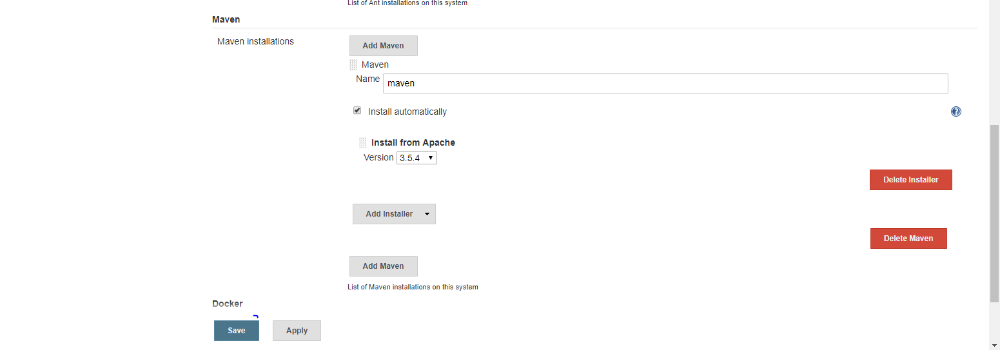 List of Ant installations on this system
Maven
Maven installations
Add Maven
Maven
Name maven
Install automatically
Install from Apache
Version 3.5.4
Delete Installer
Add Installer
Delete Maven
Add Maven
List of Maven installations on this system
Docker
Save Apply